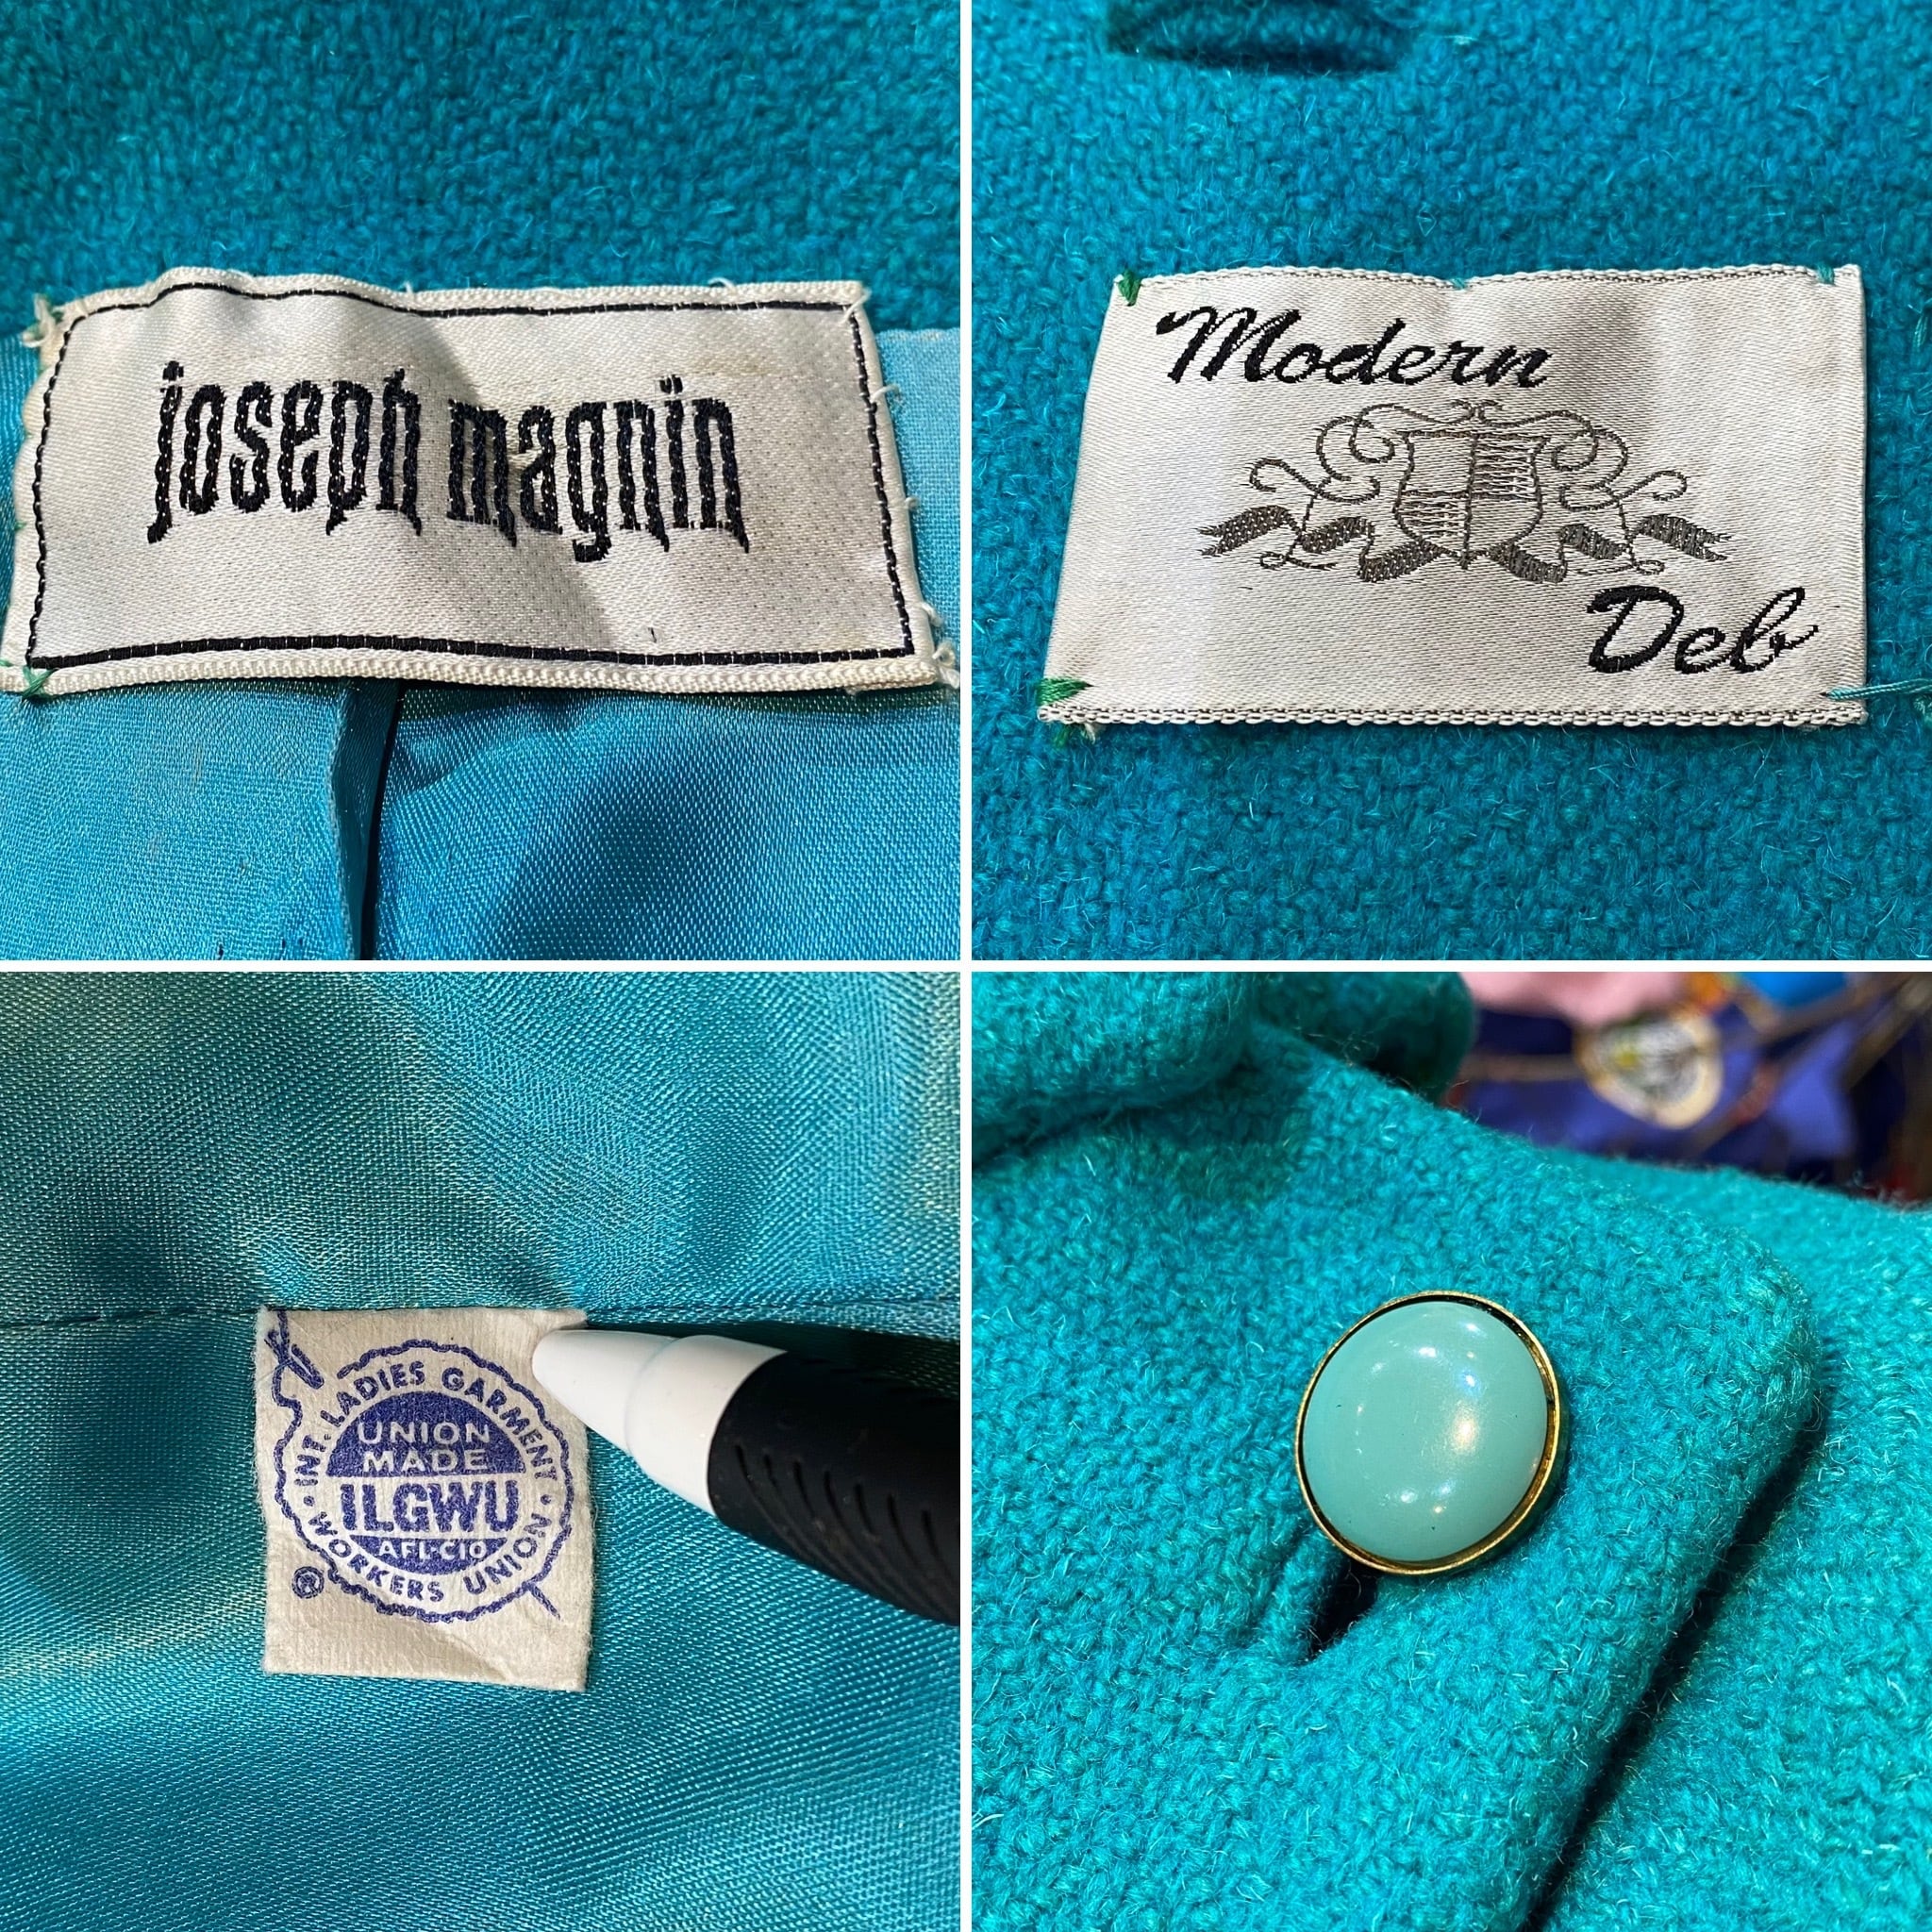 joseph magnin
Modern
Deb
INT. LADIES GARMENT
UNION
MADE
ILGWU
AFL-CIO
WORKERS UNION
®